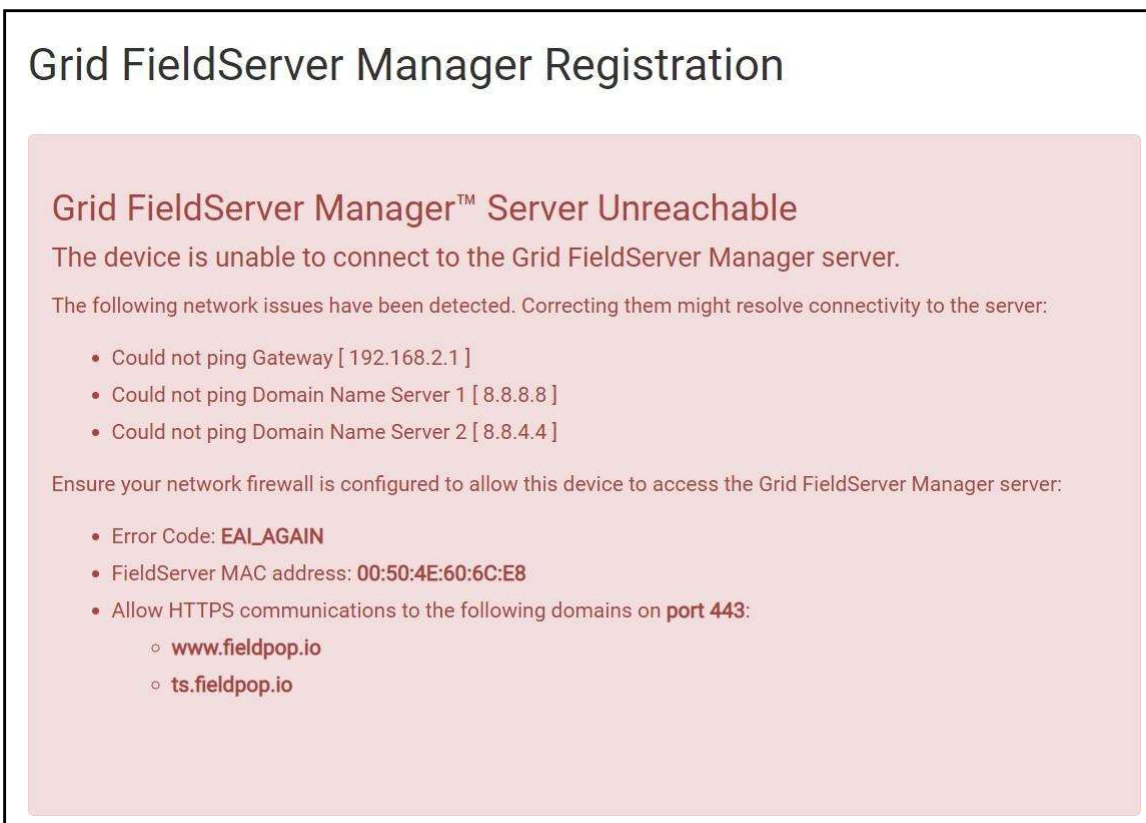 Grid FieldServer Manager Registration
Grid FieldServer Manager™ Server Unreachable
The device is unable to connect to the Grid FieldServer Manager server.
The following network issues have been detected. Correcting them might resolve connectivity to the server:
• Could not ping Gateway [ 192.168.2.1 ]
• Could not ping Domain Name Server 1 [ 8.8.8.8 ]
• Could not ping Domain Name Server 2 [ 8.8.4.4 ]
Ensure your network firewall is configured to allow this device to access the Grid FieldServer Manager server:
• Error Code: EAI_AGAIN
• FieldServer MAC address: 00:50:4E:60:6C:E8
• Allow HTTPS communications to the following domains on port 443:
◦ www.fieldpop.io
◦ ts.fieldpop.io